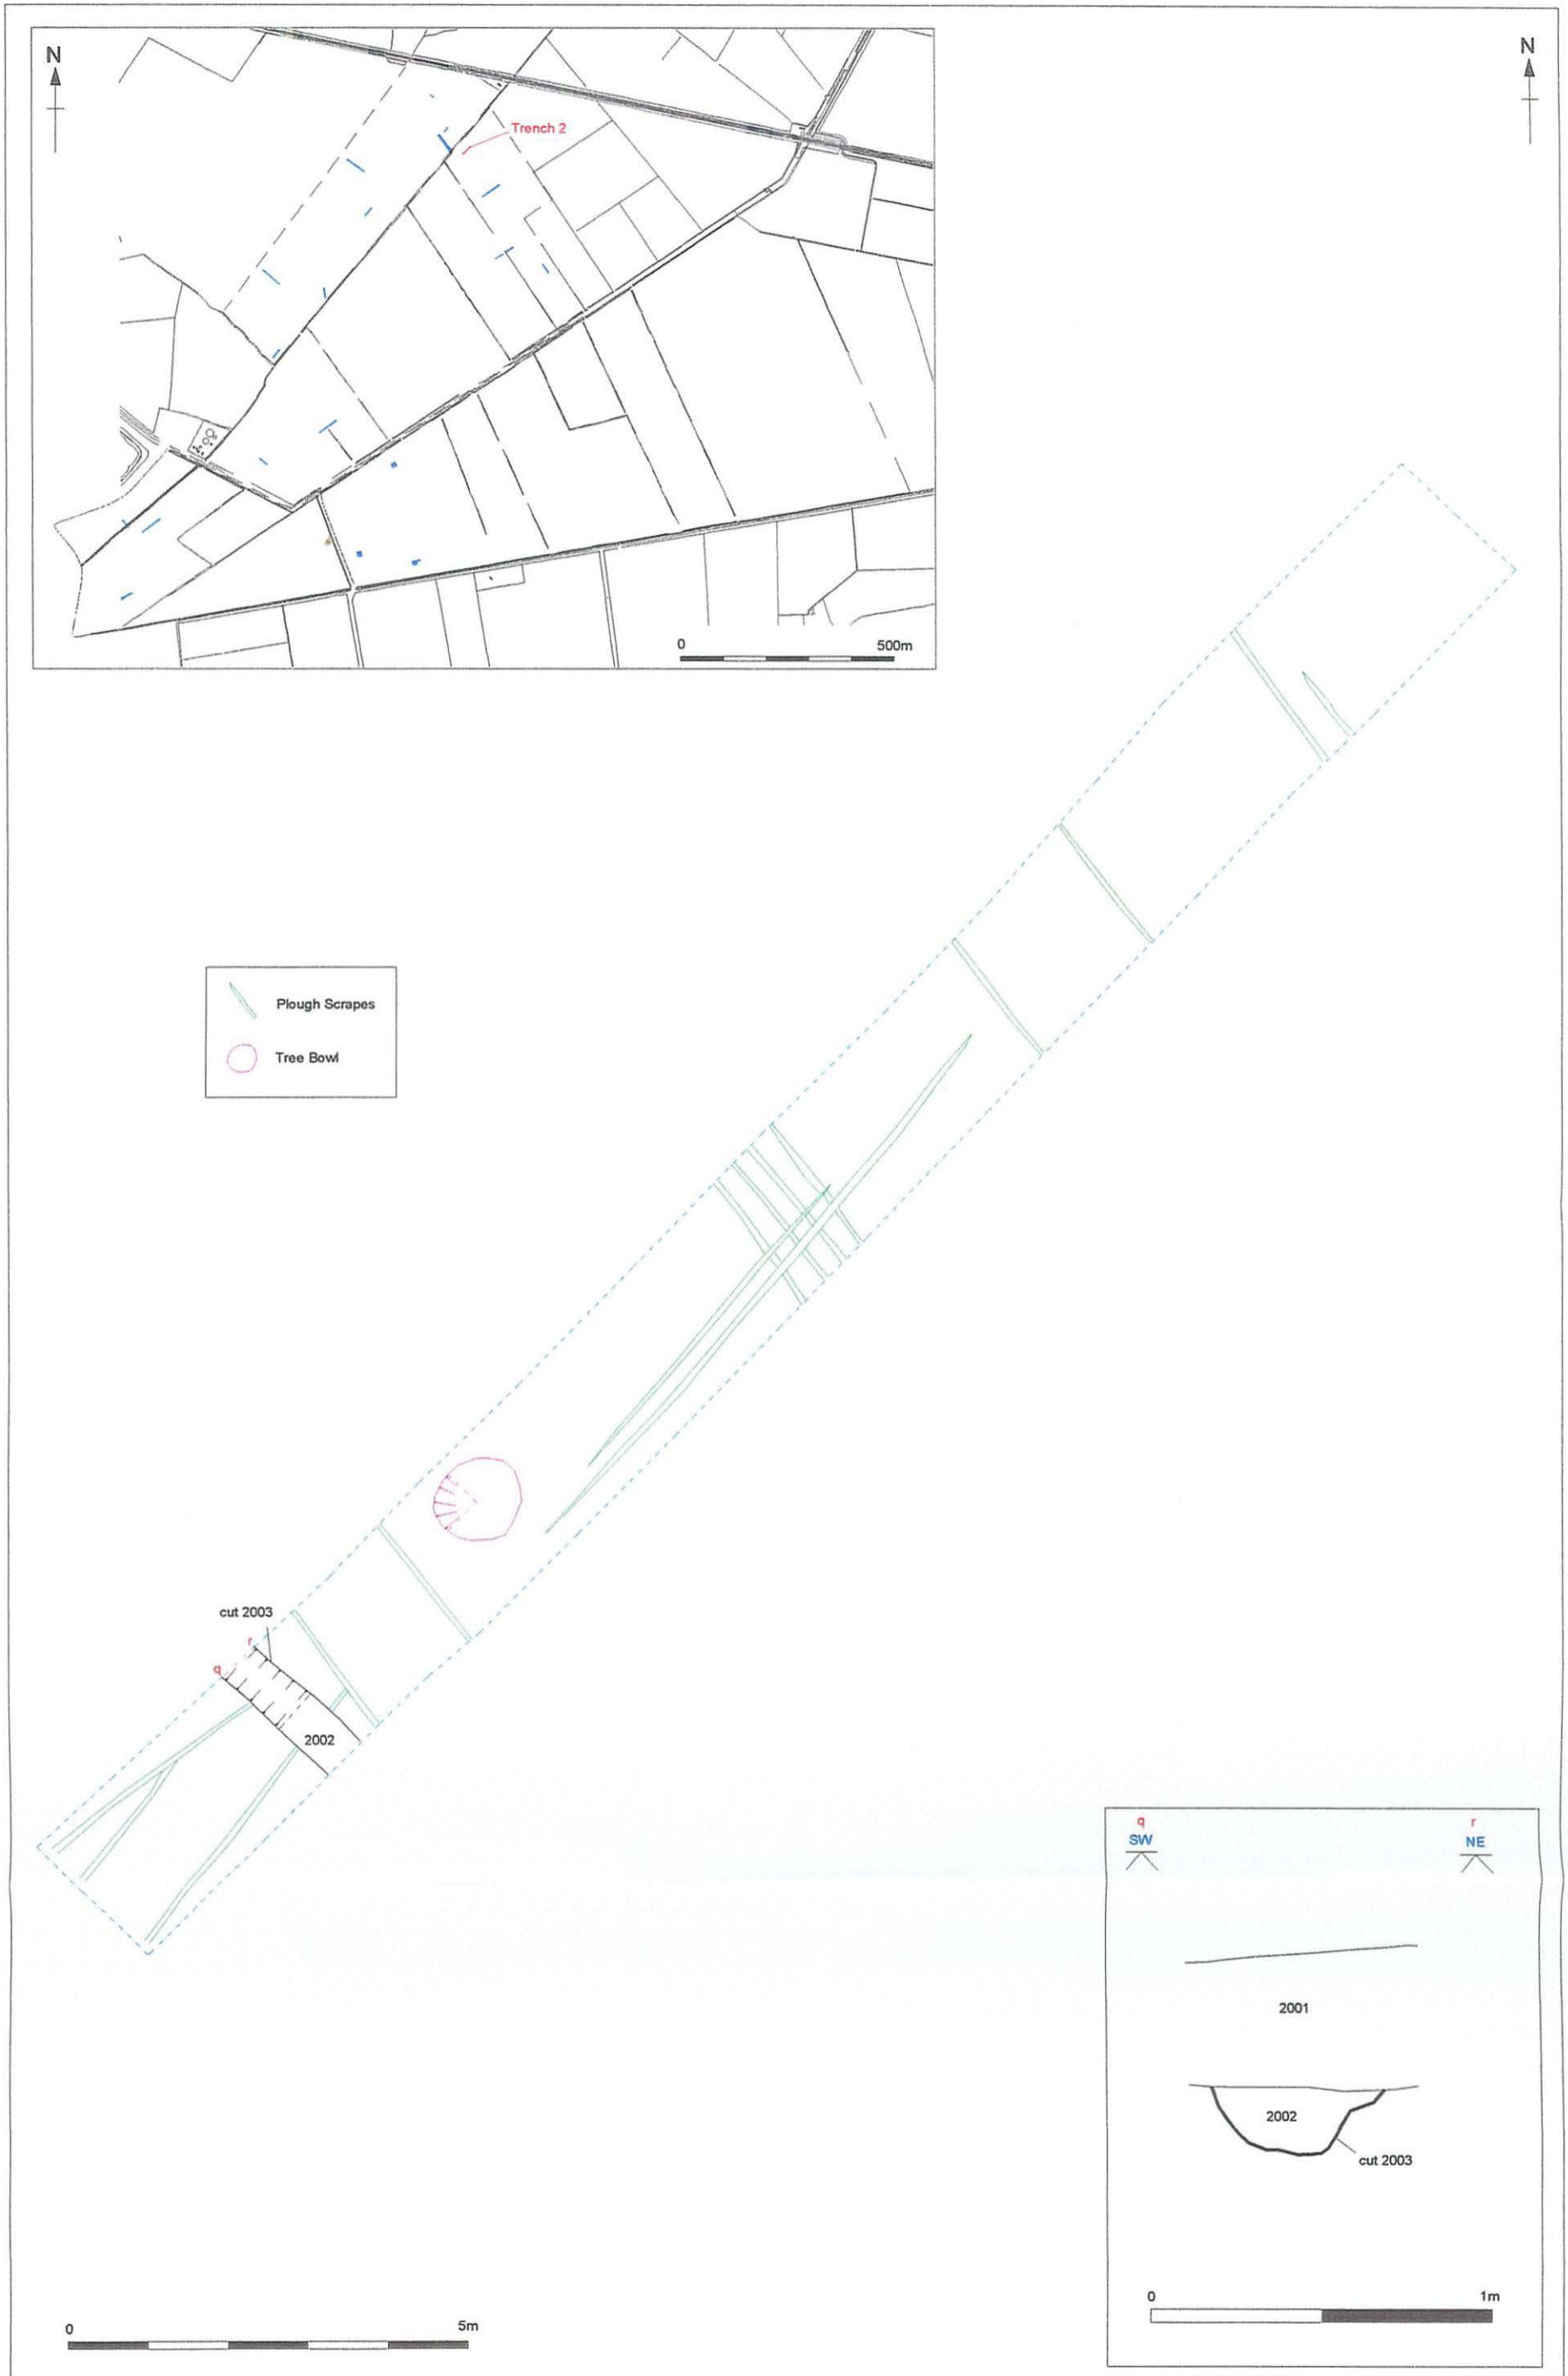 N
N
Trench 2
0 500m
Plough Scrapes
Tree Bowl
cut 2003
r
q
2002
q r
SW NE
2001
2002
cut 2003
0 1m
0 5m